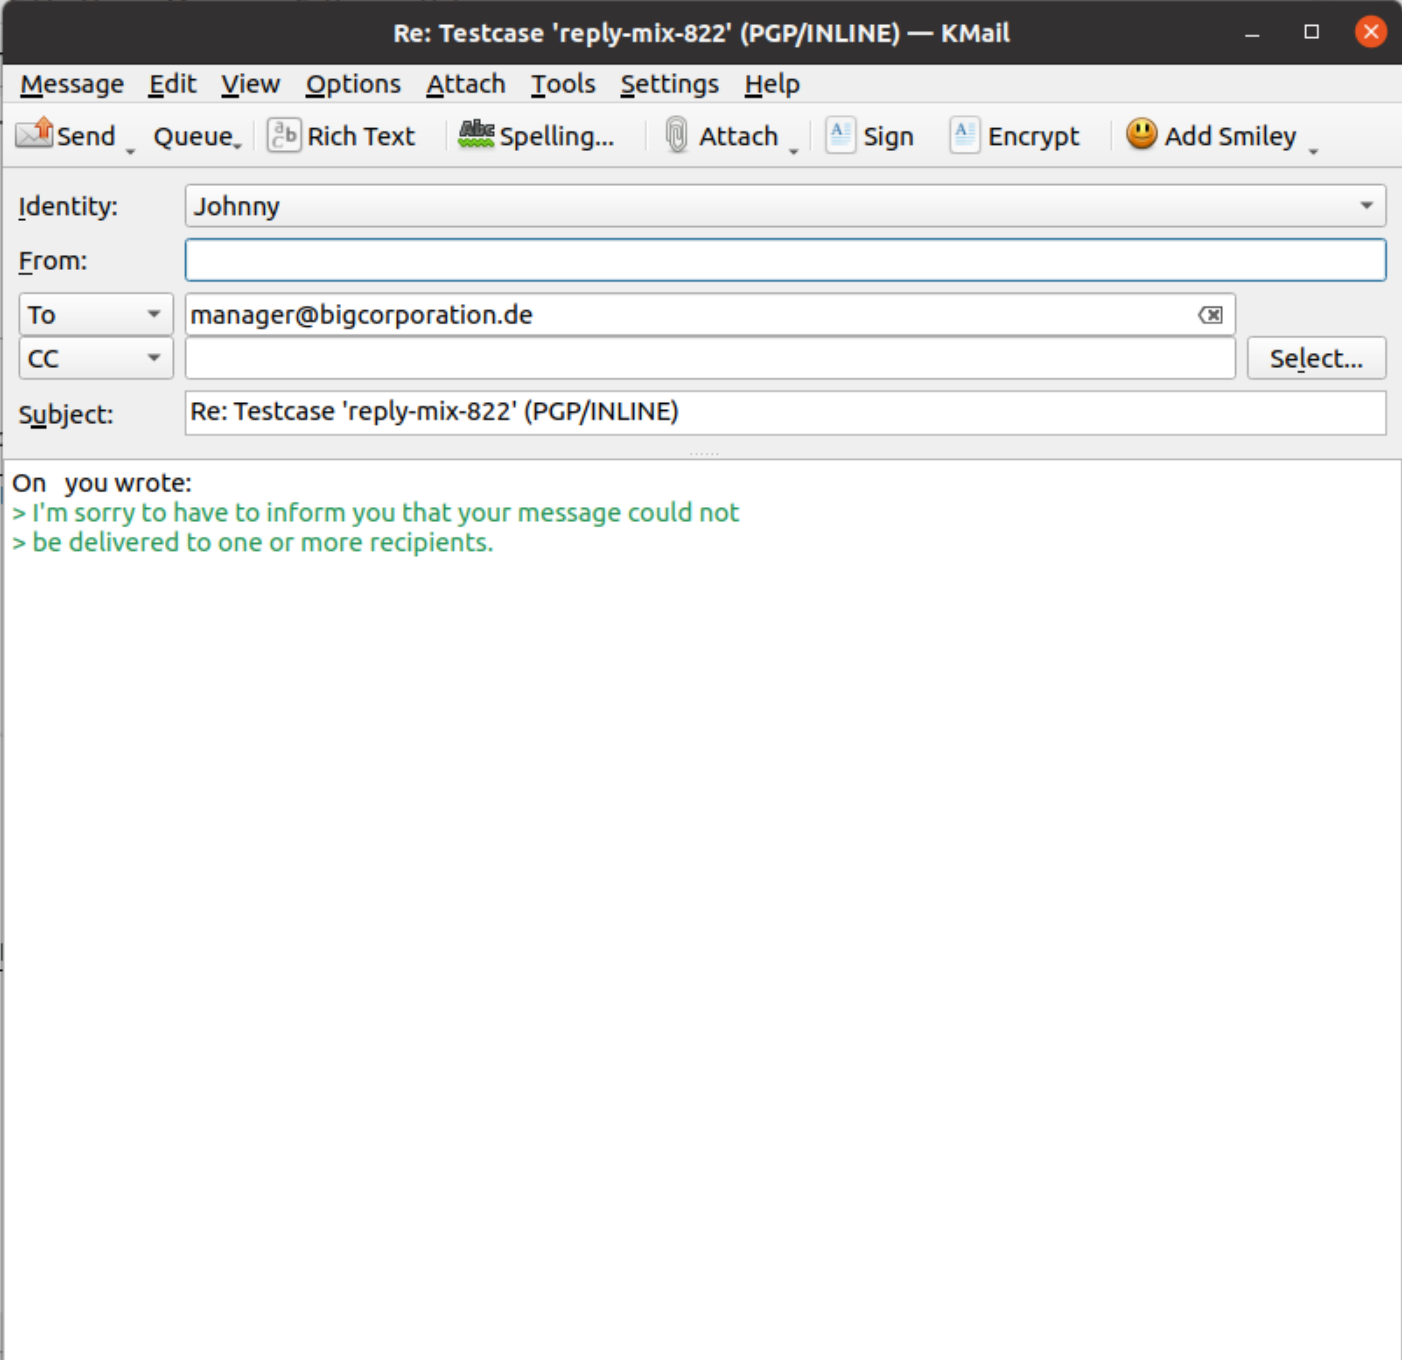 Re: Testcase 'reply-mix-822' (PGP/INLINE) — KMail
Message Edit View Options Attach Tools Settings Help
Send Queue ab Rich Text Abc Spelling... Attach A Sign A Encrypt Add Smiley
Identity: Johnny
From:
To manager@bigcorporation.de
CC Select...
Subject: Re: Testcase 'reply-mix-822' (PGP/INLINE)
On  you wrote:
> I'm sorry to have to inform you that your message could not
> be delivered to one or more recipients.